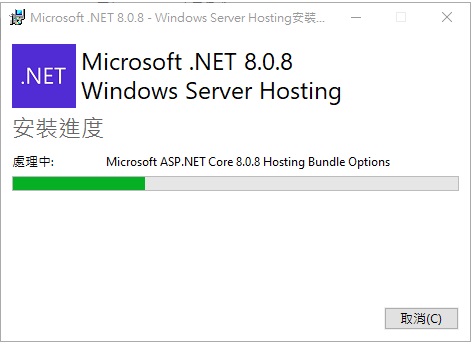 Microsoft .NET 8.0.8 - Windows Server Hosting安裝...
.NET
Microsoft .NET 8.0.8
Windows Server Hosting
安裝進度
處理中: Microsoft ASP.NET Core 8.0.8 Hosting Bundle Options
取消(C)